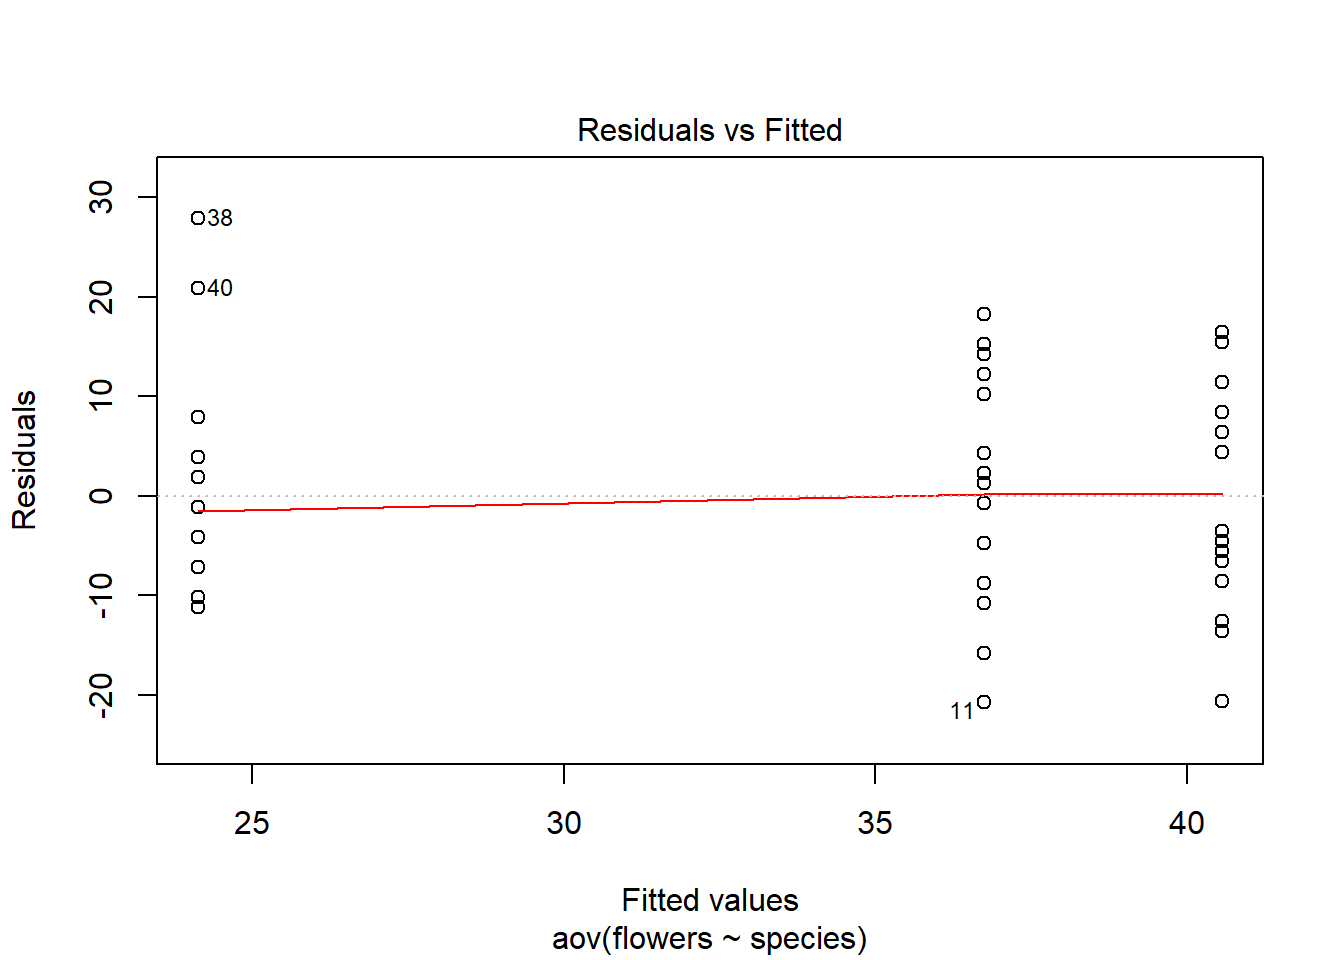 Residuals vs Fitted
30
20
10
0
-10
-20
Residuals
38
40
11
25 30 35 40
Fitted values
aov(flowers ~ species)